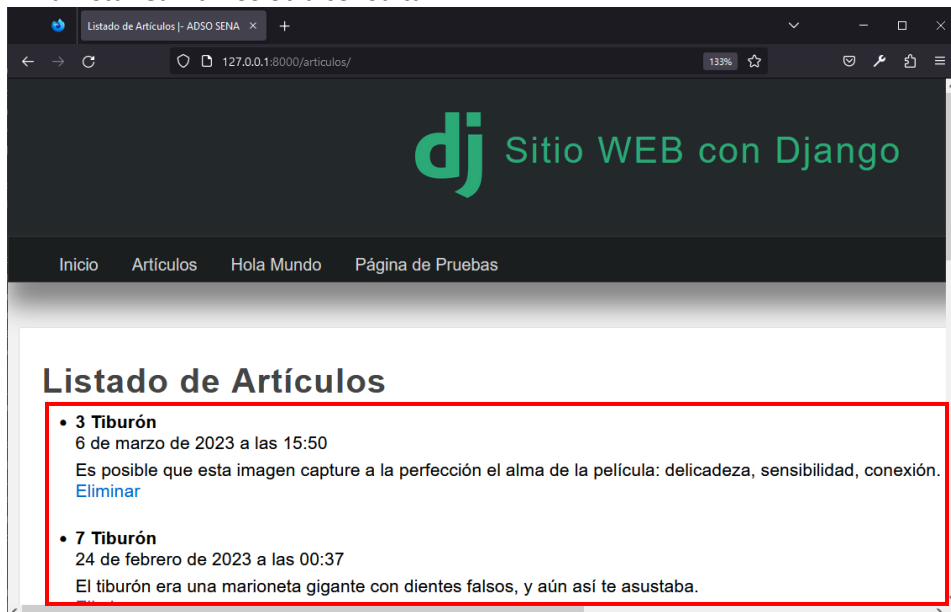 Listado de Artículos |- ADSO SENA
127.0.0.1:8000/articulos/
133%
dj Sitio WEB con Django
Inicio Artículos Hola Mundo Página de Pruebas
Listado de Artículos
• 3 Tiburón
6 de marzo de 2023 a las 15:50
Es posible que esta imagen capture a la perfección el alma de la película: delicadeza, sensibilidad, conexión.
Eliminar
• 7 Tiburón
24 de febrero de 2023 a las 00:37
El tiburón era una marioneta gigante con dientes falsos, y aún así te asustaba.